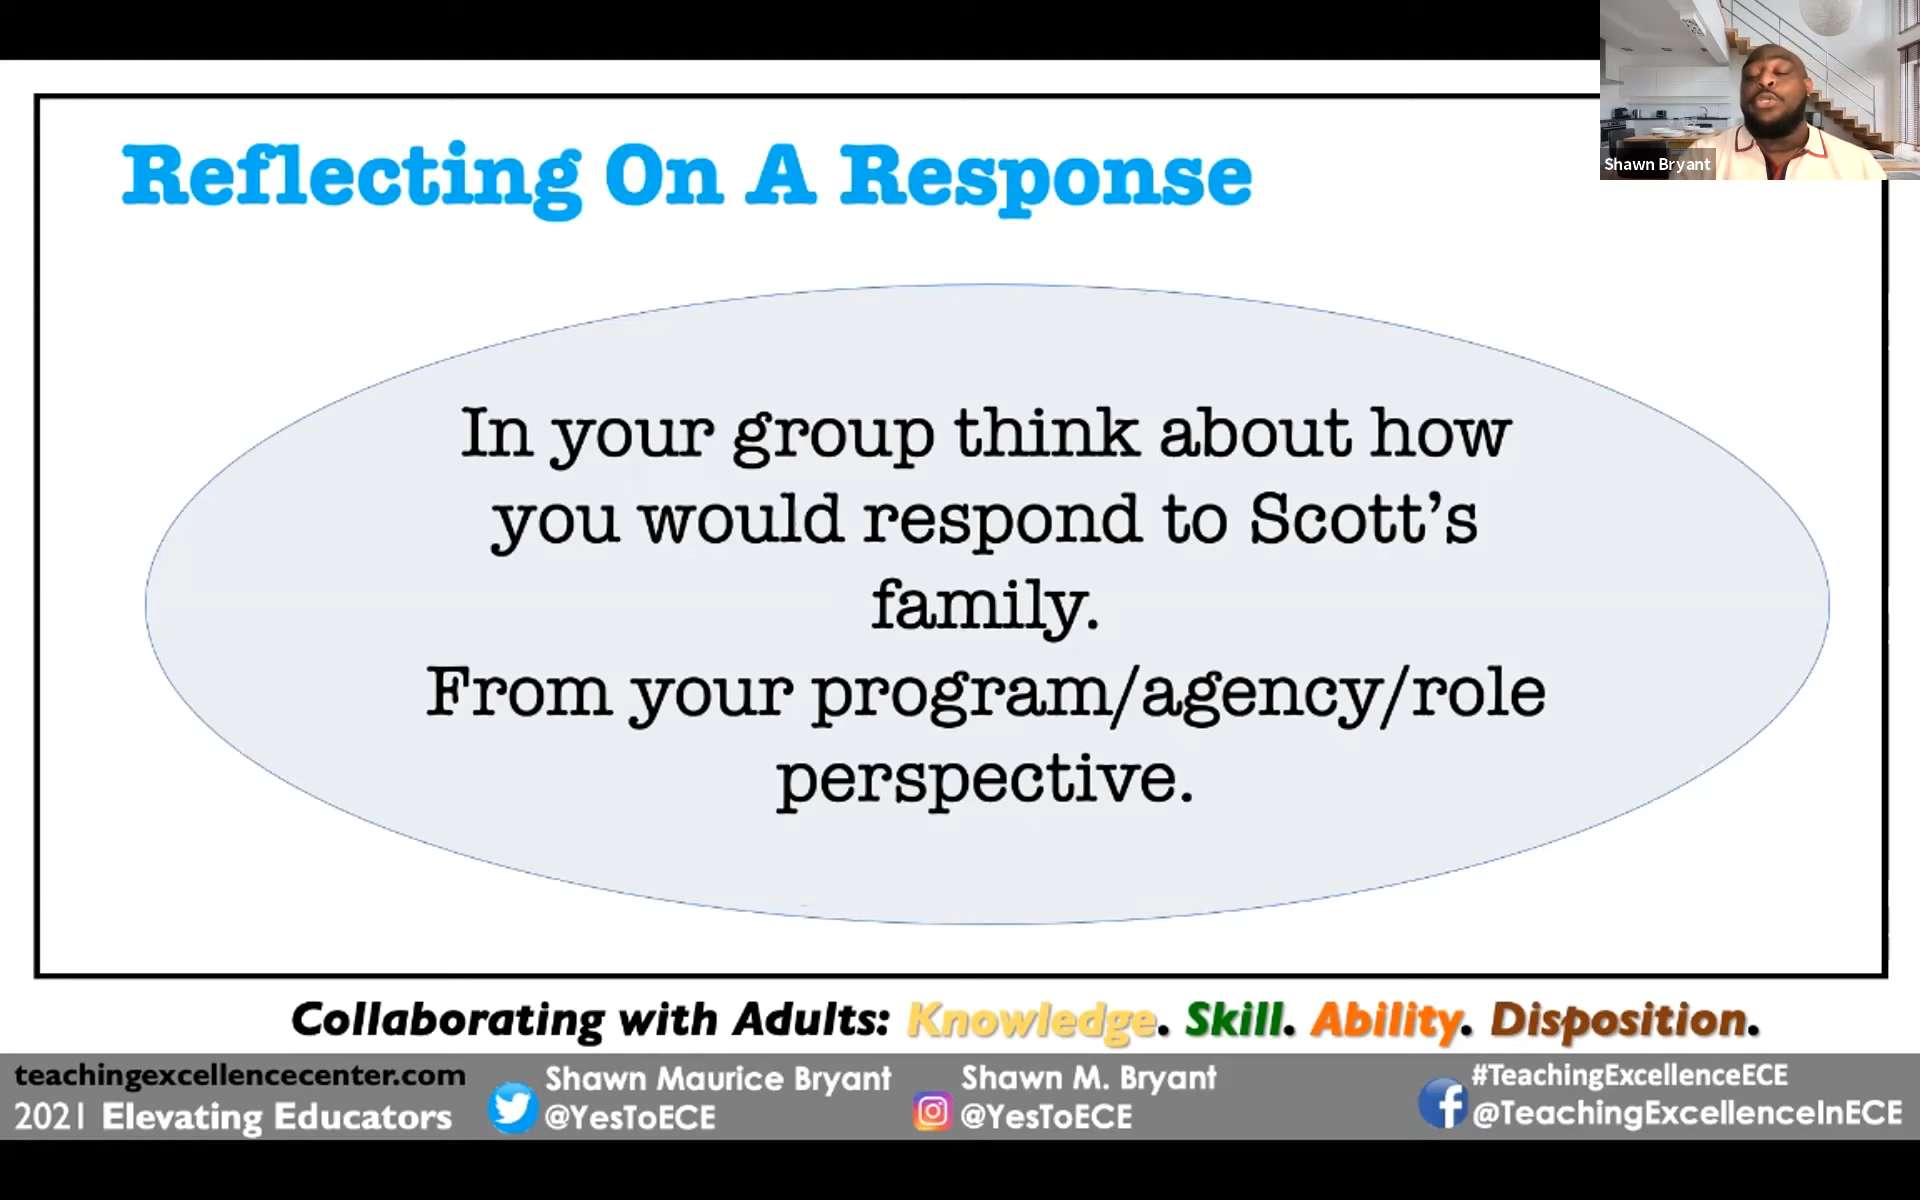 Reflecting On A Response
Shawn Bryant
In your group think about how
you would respond to Scott's
family.
From your program/agency/role
perspective.
Collaborating with Adults: Knowledge. Skill. Ability. Disposition.
teachingexcellencecenter.com
2021 Elevating Educators
Shawn Maurice Bryant
@YesToECE
Shawn M. Bryant
@YesToECE
#TeachingExcellenceECE
@TeachingExcellenceInECE